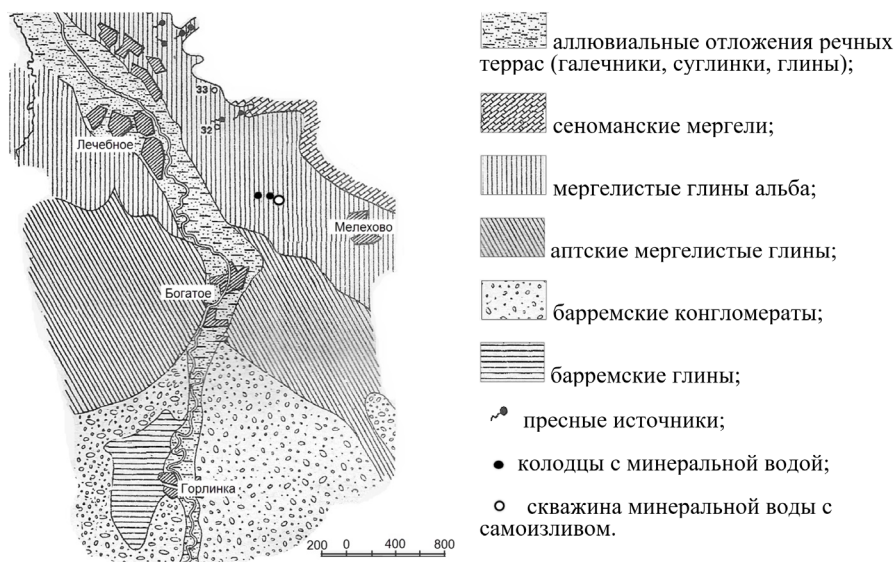 33
32
Лечебное
Мелехово
Богатое
Горлинка
200 0 400 800
аллювиальные отложения речных
террас (галечники, суглинки, глины);
сеноманские мергели;
мергелистые глины альба;
аптские мергелистые глины;
барремские конгломераты;
барремские глины;
пресные источники;
колодцы с минеральной водой;
скважина минеральной воды с
самоизливом.